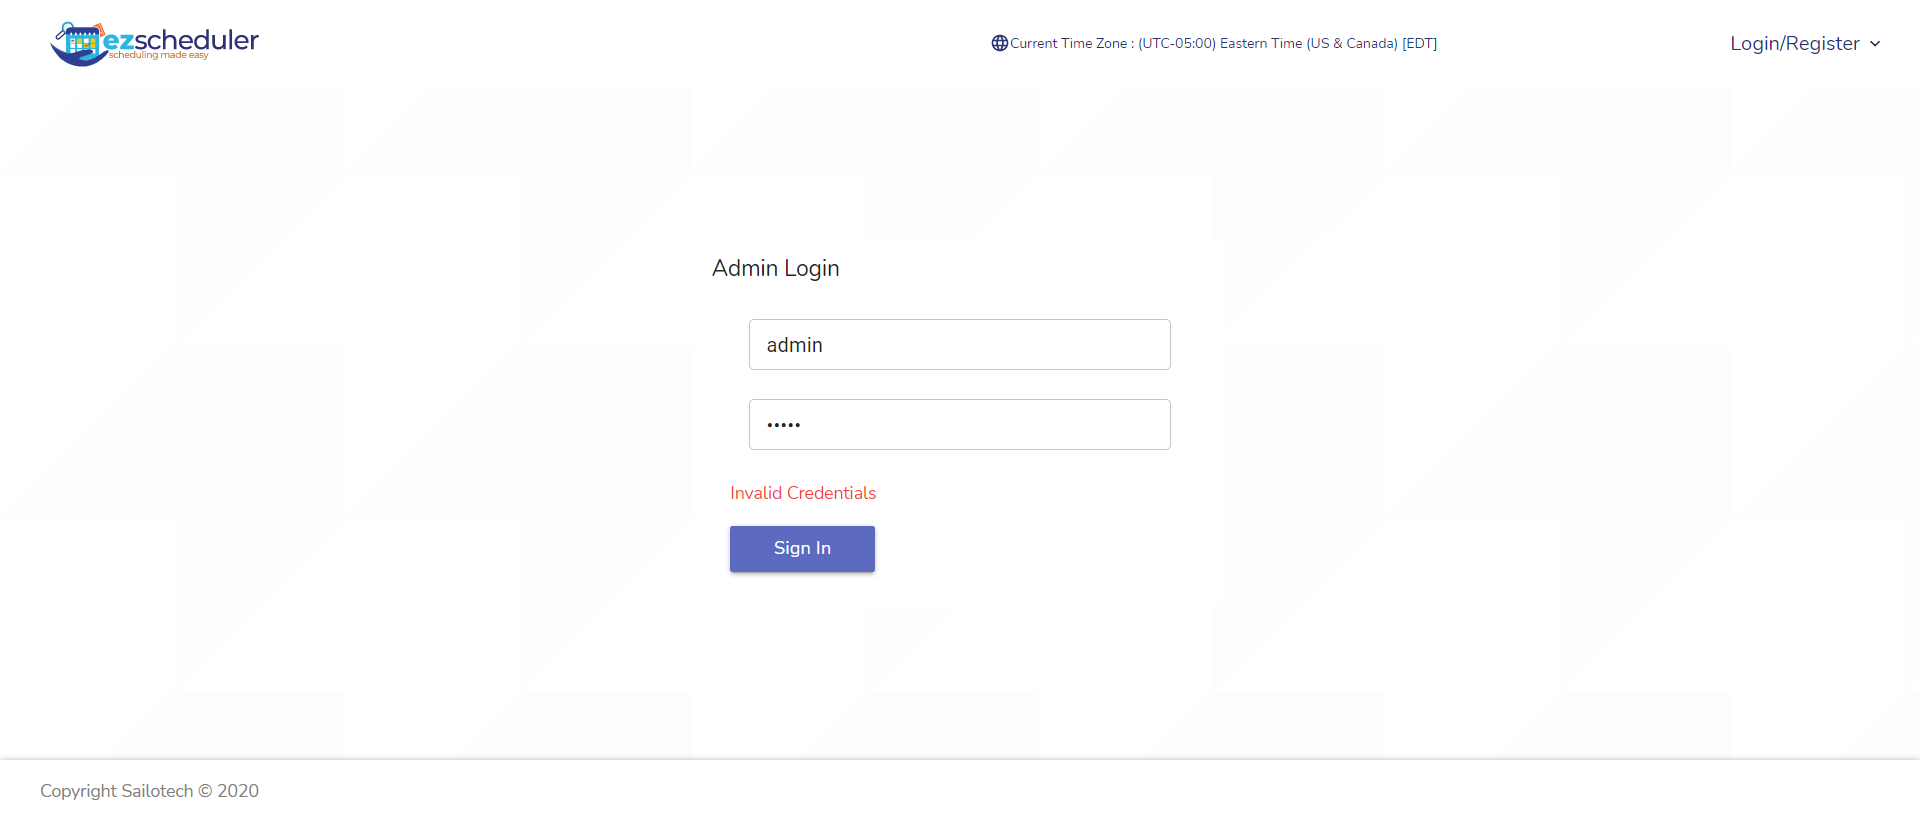 ezscheduler
scheduling made easy
Current Time Zone : (UTC-05:00) Eastern Time (US & Canada) [EDT]
Login/Register
Admin Login
admin
•••••
Invalid Credentials
Sign In
Copyright Sailotech © 2020